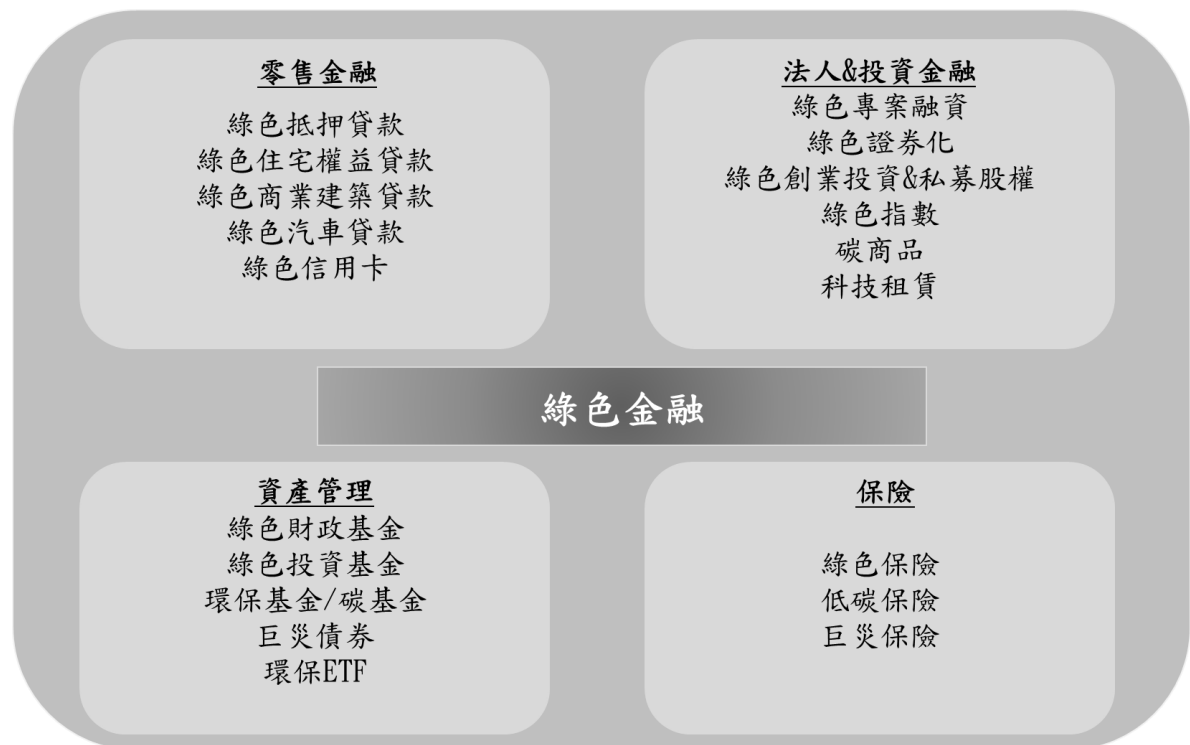 零售金融
綠色抵押貸款
綠色住宅權益貸款
綠色商業建築貸款
綠色汽車貸款
綠色信用卡
法人&投資金融
綠色專案融資
綠色證券化
綠色創業投資&私募股權
綠色指數
碳商品
科技租賃
綠色金融
資產管理
綠色財政基金
綠色投資基金
環保基金/碳基金
巨災債券
環保ETF
保險
綠色保險
低碳保險
巨災保險